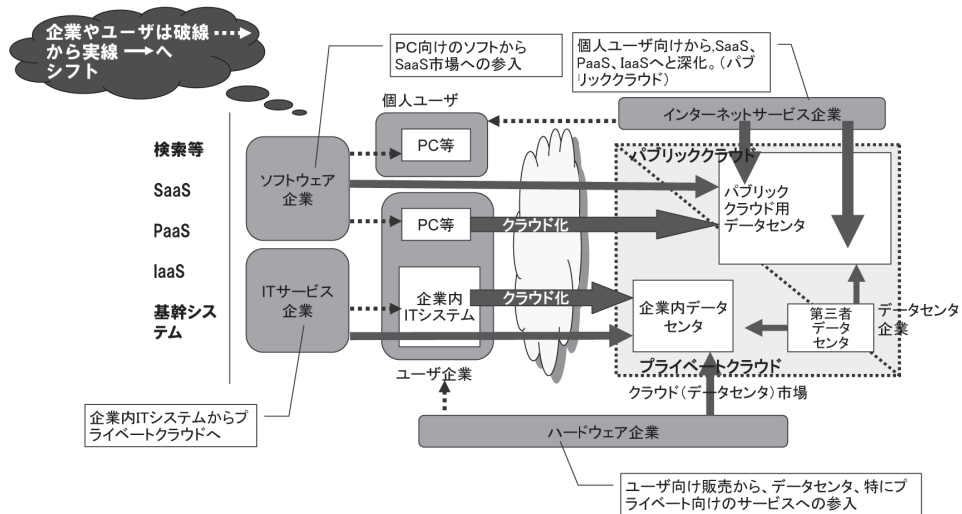 企業やユーザは破線
から実線 へ
シフト
PC向けのソフトから
SaaS市場への参入
個人ユーザ向けから,SaaS、
PaaS、IaaSへと深化。(パブ
リッククラウド)
個人ユーザ
インターネットサービス企業
検索等
SaaS
PaaS
IaaS
基幹シス
テム
ソフトウェア
企業
PC等
PC等
クラウド化
パブリッククラウド
パブリック
クラウド用
データセンタ
ITサービス
企業
企業内
ITシステム
クラウド化
企業内データ
センタ
第三者
データ
センタ
データセンタ
企業
ユーザ企業
プライベートクラウド
クラウド(データセンタ)市場
企業内ITシステムからプ
ライベートクラウドへ
ハードウェア企業
ユーザ向け販売から、データセンタ、特にプ
ライベート向けのサービスへの参入